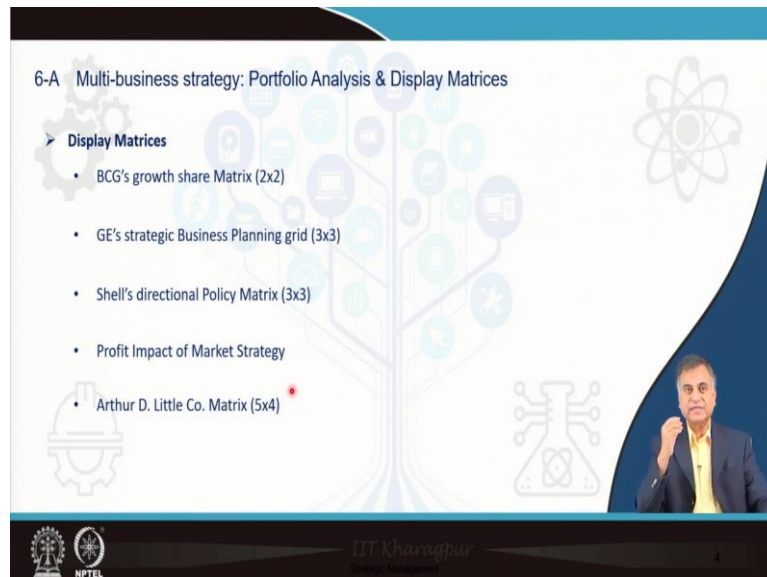 6-A Multi-business strategy: Portfolio Analysis & Display Matrices
➢ Display Matrices
• BCG's growth share Matrix (2x2)
• GE's strategic Business Planning grid (3x3)
• Shell's directional Policy Matrix (3x3)
• Profit Impact of Market Strategy
• Arthur D. Little Co. Matrix (5x4)
IIT Kharagpur
Strategic Management
NPTEL
4